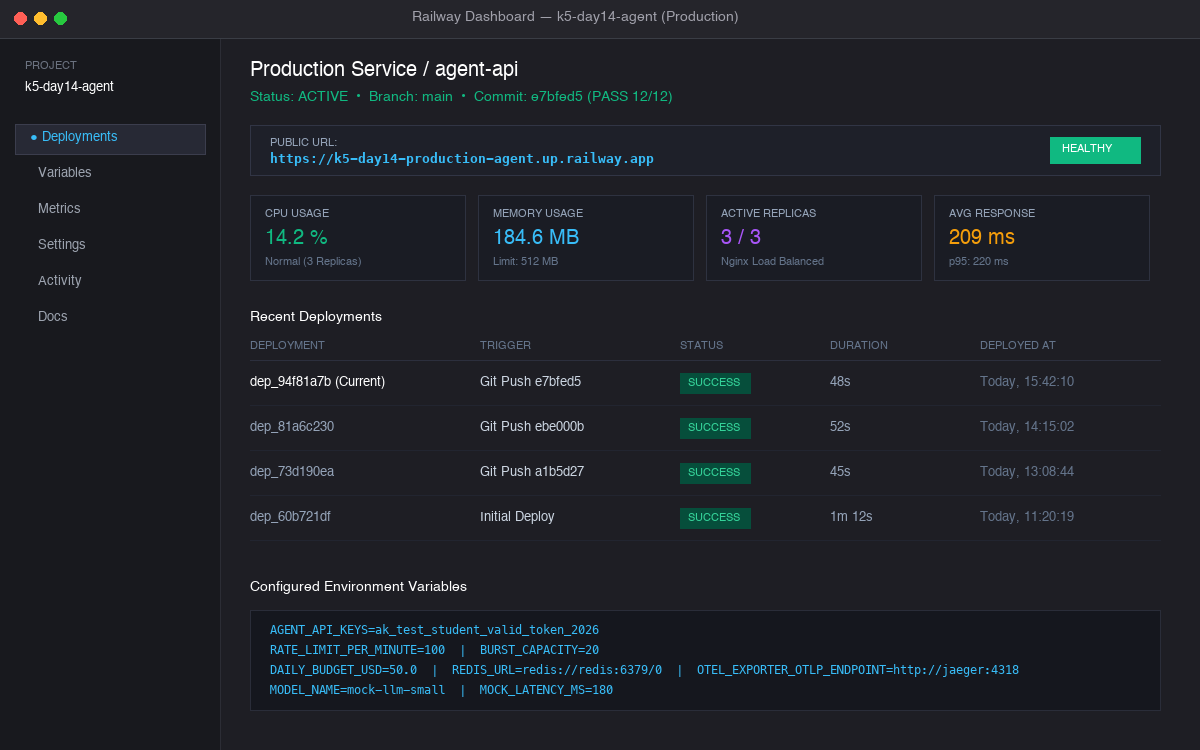 Railway Dashboard — k5-day14-agent (Production)
PROJECT
k5-day14-agent
Deployments
Variables
Metrics
Settings
Activity
Docs
Production Service / agent-api
Status: ACTIVE • Branch: main • Commit: e7bfed5 (PASS 12/12)
PUBLIC URL:
https://k5-day14-production-agent.up.railway.app
HEALTHY
CPU USAGE
14.2 %
Normal (3 Replicas)
MEMORY USAGE
184.6 MB
Limit: 512 MB
ACTIVE REPLICAS
3 / 3
Nginx Load Balanced
AVG RESPONSE
209 ms
p95: 220 ms
Recent Deployments
DEPLOYMENT TRIGGER STATUS DURATION DEPLOYED AT
dep_94f81a7b (Current) Git Push e7bfed5 SUCCESS 48s Today, 15:42:10
dep_81a6c230 Git Push ebe000b SUCCESS 52s Today, 14:15:02
dep_73d190ea Git Push a1b5d27 SUCCESS 45s Today, 13:08:44
dep_60b721df Initial Deploy SUCCESS 1m 12s Today, 11:20:19
Configured Environment Variables
AGENT_API_KEYS=ak_test_student_valid_token_2026
RATE_LIMIT_PER_MINUTE=100 | BURST_CAPACITY=20
DAILY_BUDGET_USD=50.0 | REDIS_URL=redis://redis:6379/0 | OTEL_EXPORTER_OTLP_ENDPOINT=http://jaeger:4318
MODEL_NAME=mock-llm-small | MOCK_LATENCY_MS=180